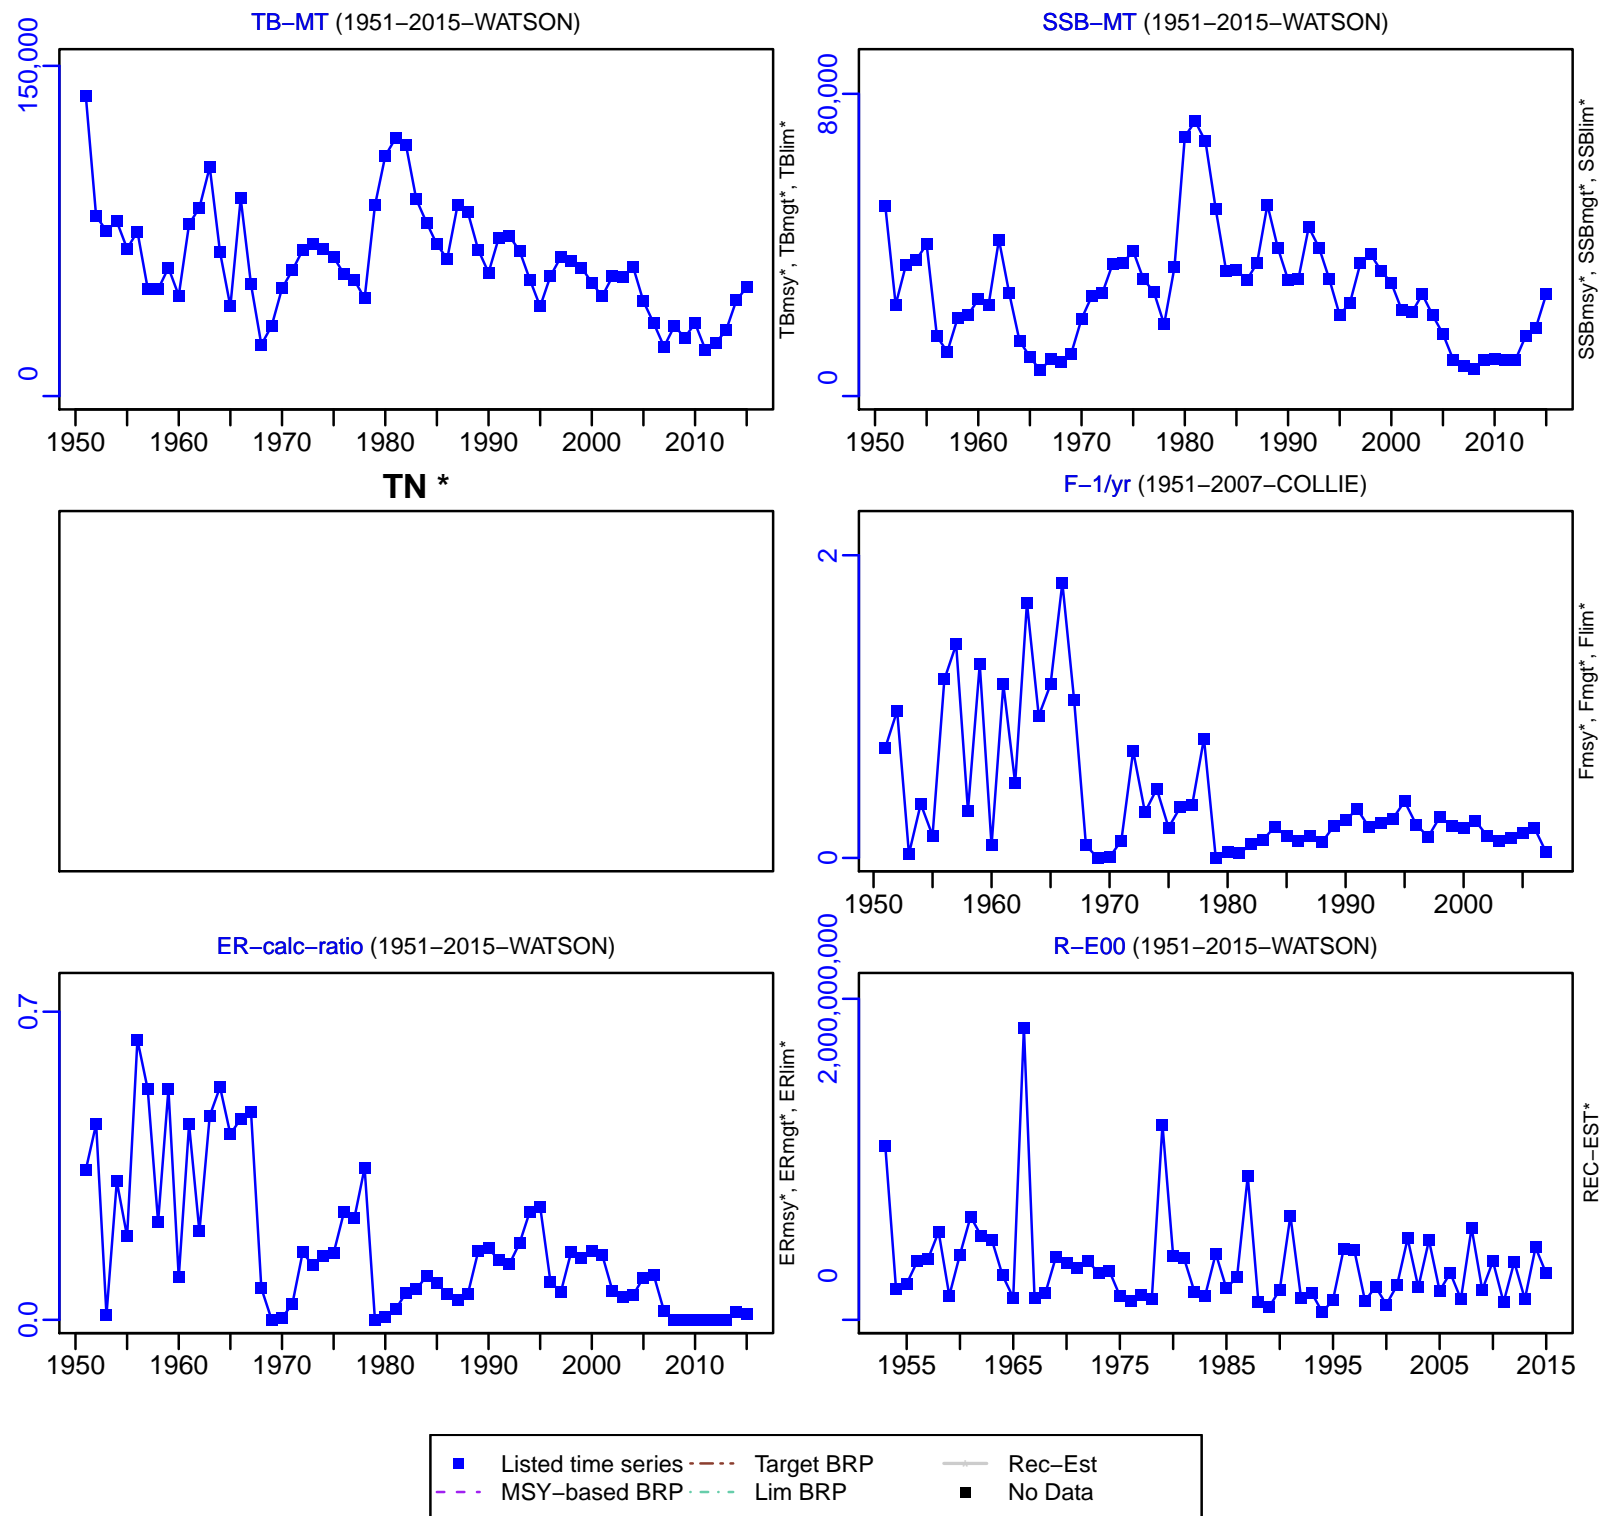 TB−MT (1951−2015−WATSON)
150,000
0
TBmsy*, TBmgt*, TBlim*
1950 1960 1970 1980 1990 2000 2010
SSB−MT (1951−2015−WATSON)
80,000
0
SSBmsy*, SSBmgt*, SSBlim*
1950 1960 1970 1980 1990 2000 2010
TN *
F−1/yr (1951−2007−COLLIE)
2
0
Fmsy*, Fmgt*, Flim*
1950 1960 1970 1980 1990 2000
ER−calc−ratio (1951−2015−WATSON)
0.7
0.0
ERmsy*, ERmgt*, ERlim*
1950 1960 1970 1980 1990 2000 2010
R−E00 (1951−2015−WATSON)
2,000,000,000
0
REC−EST*
1955 1965 1975 1985 1995 2005 2015
Listed time series Target BRP Rec−Est
MSY−based BRP Lim BRP No Data